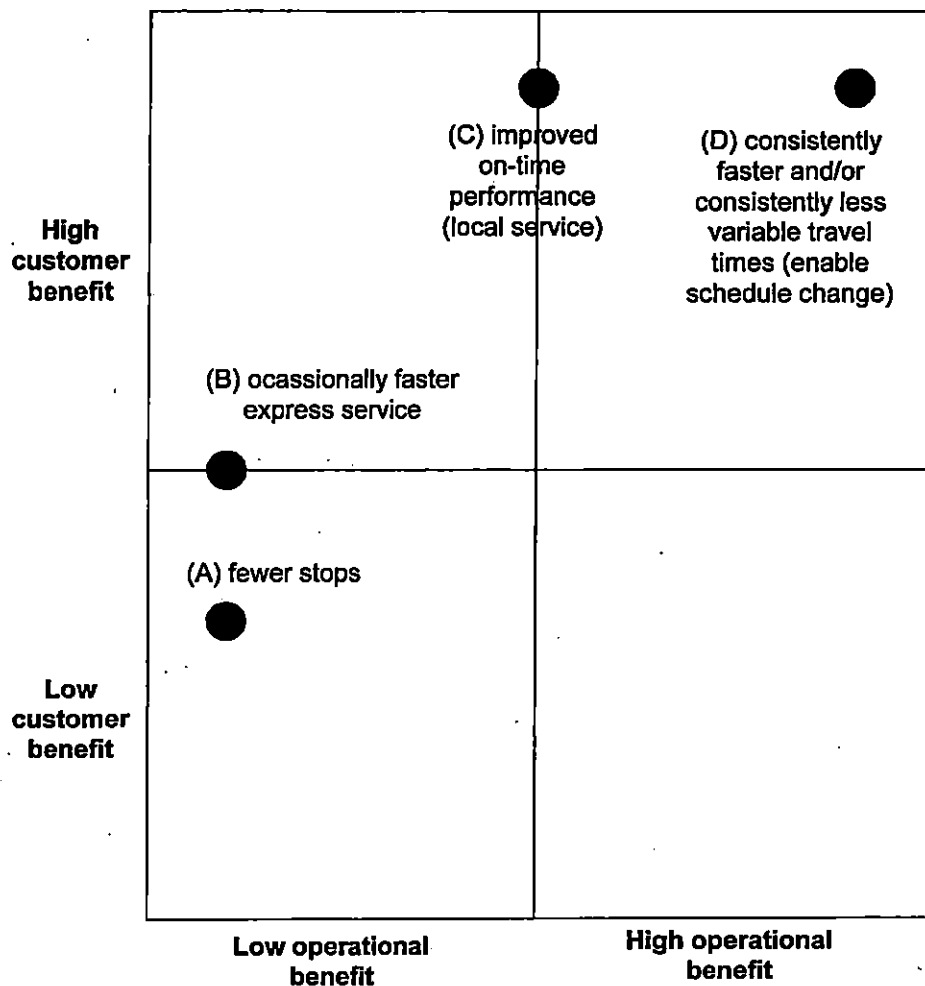 (C) improved
on-time
performance
(local service)
(D) consistently
faster and/or
consistently less
variable travel
times (enable
schedule change)
High
customer
benefit
(B) ocassionally faster
express service
(A) fewer stops
Low
customer
benefit
Low operational
benefit
High operational
benefit